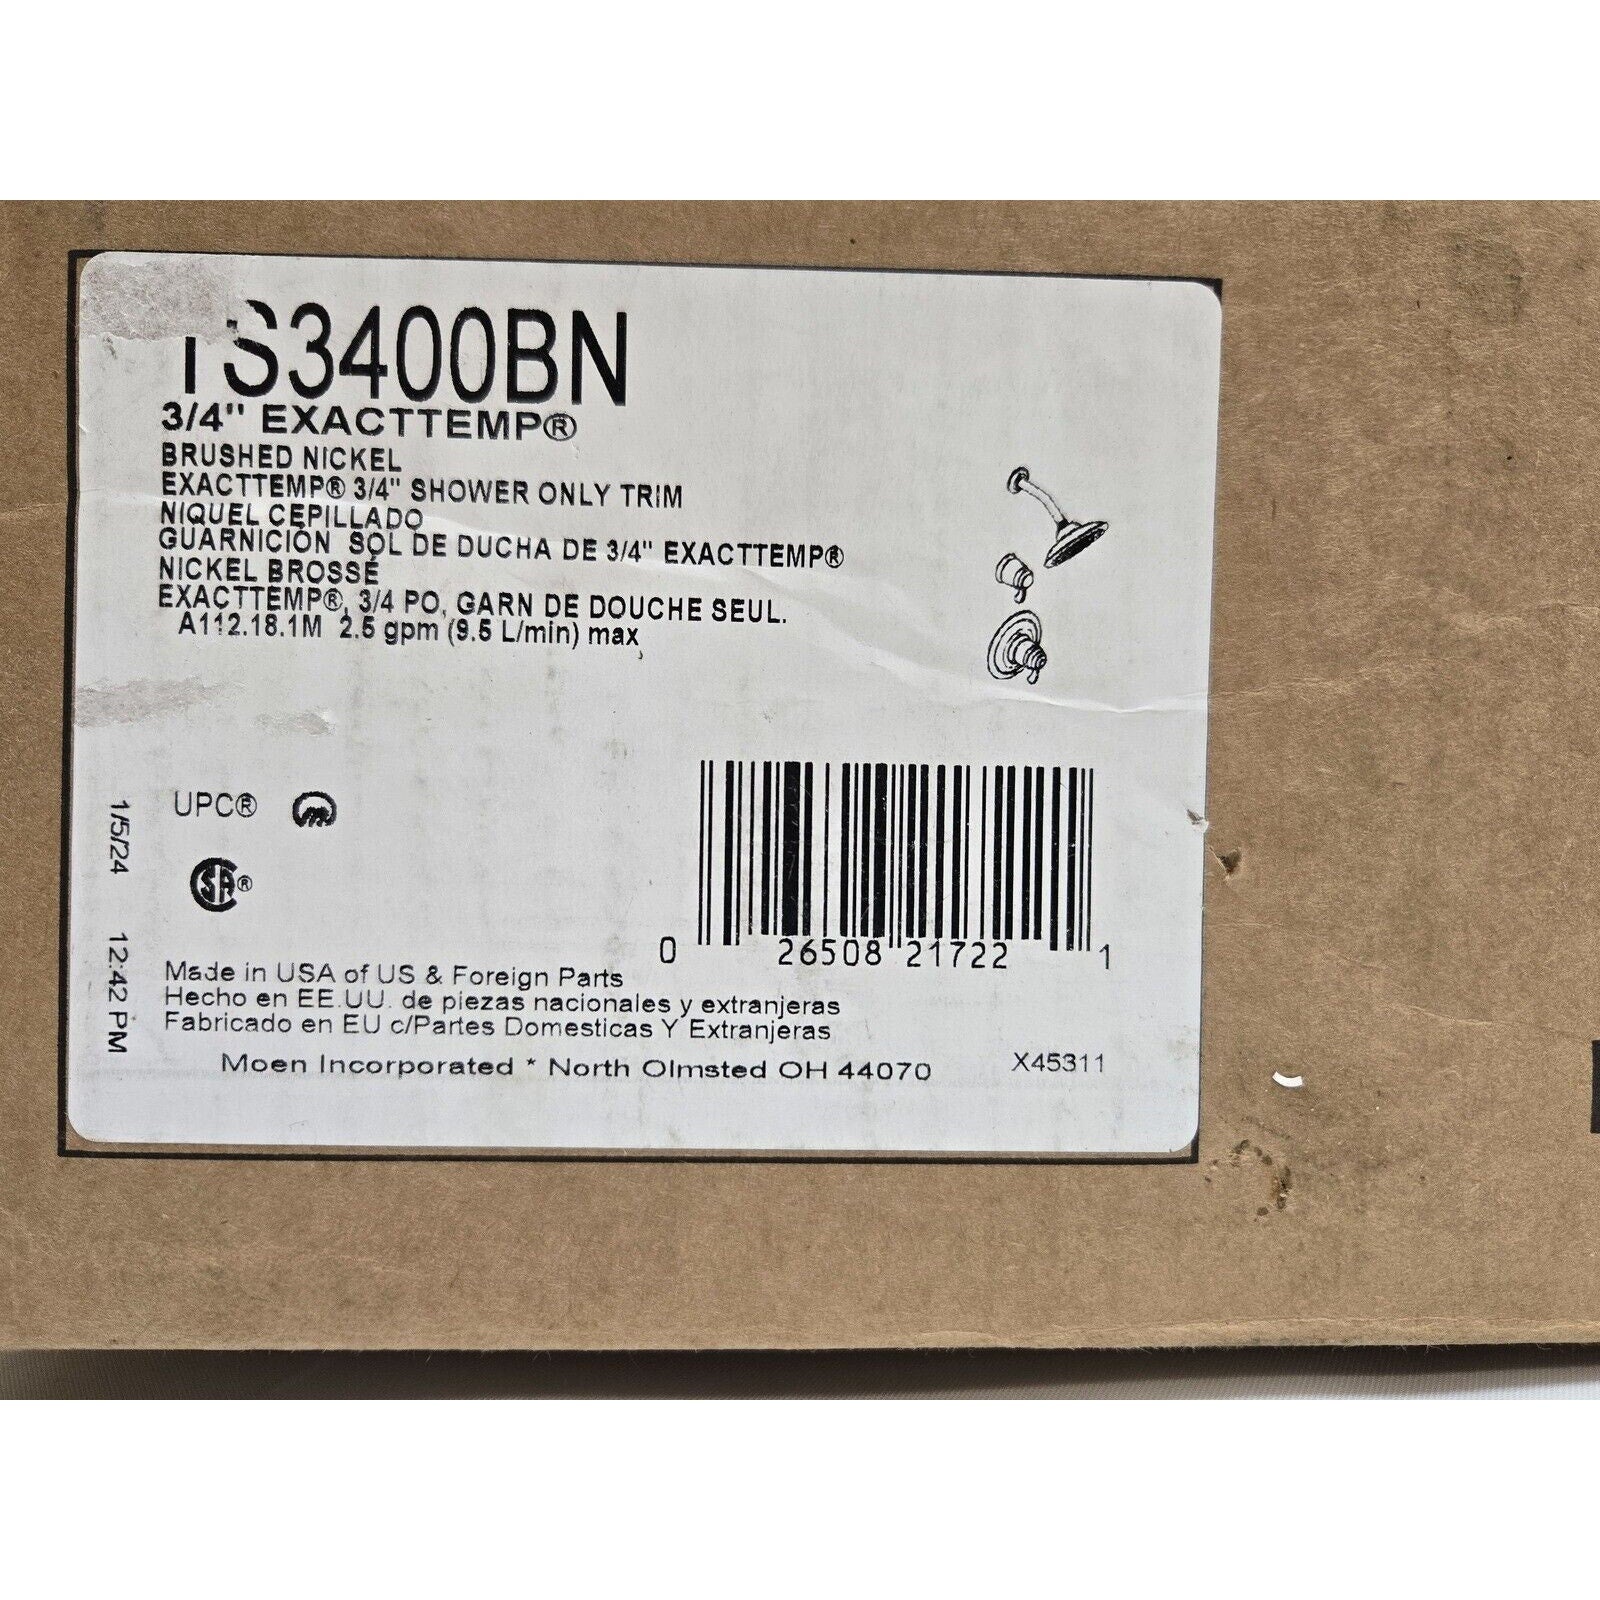 TS3400BN
3/4" EXACTTEMP®
BRUSHED NICKEL
EXACTTEMP® 3/4" SHOWER ONLY TRIM
NIQUEL CEPILLADO
GUARNICIÓN SOL DE DUCHA DE 3/4" EXACTTEMP®
NICKEL BROSSÉ
EXACTTEMP®, 3/4 PO, GARN DE DOUCHE SEUL.
A112.18.1M 2.5 gpm (9.5 L/min) max
UPC®
SA®
1/5/24 12:42 PM
0 26508 21722 1
Made in USA of US & Foreign Parts
Hecho en EE.UU. de piezas nacionales y extranjeras
Fabricado en EU c/Partes Domesticas Y Extranjeras
Moen Incorporated * North Olmsted OH 44070 X45311